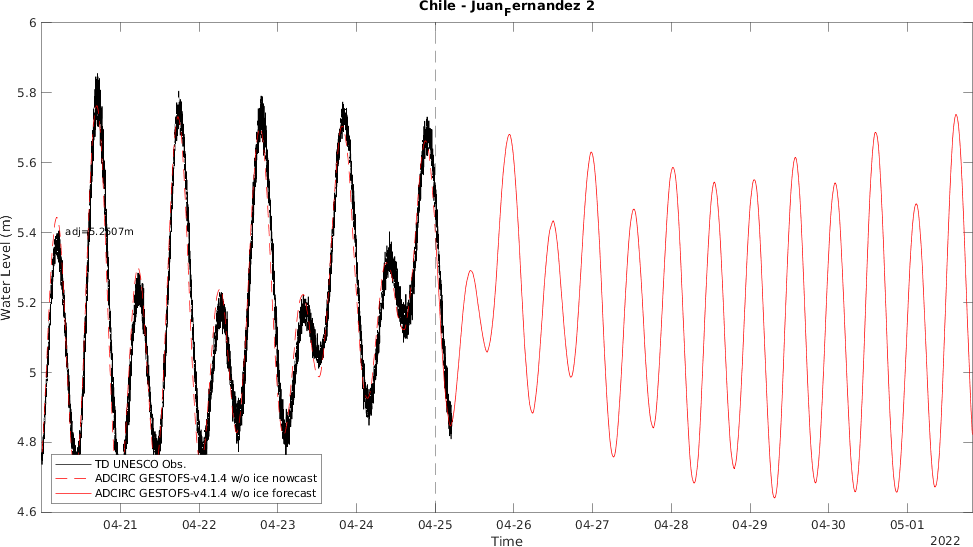 Chile - Juan_Fernandez 2
6
5.8
5.6
5.4
5.2
5
4.8
4.6
Water Level (m)
adj=5.2607m
TD UNESCO Obs.
ADCIRC GESTOFS-v4.1.4 w/o ice nowcast
ADCIRC GESTOFS-v4.1.4 w/o ice forecast
04-21 04-22 04-23 04-24 04-25 04-26 04-27 04-28 04-29 04-30 05-01
Time
2022